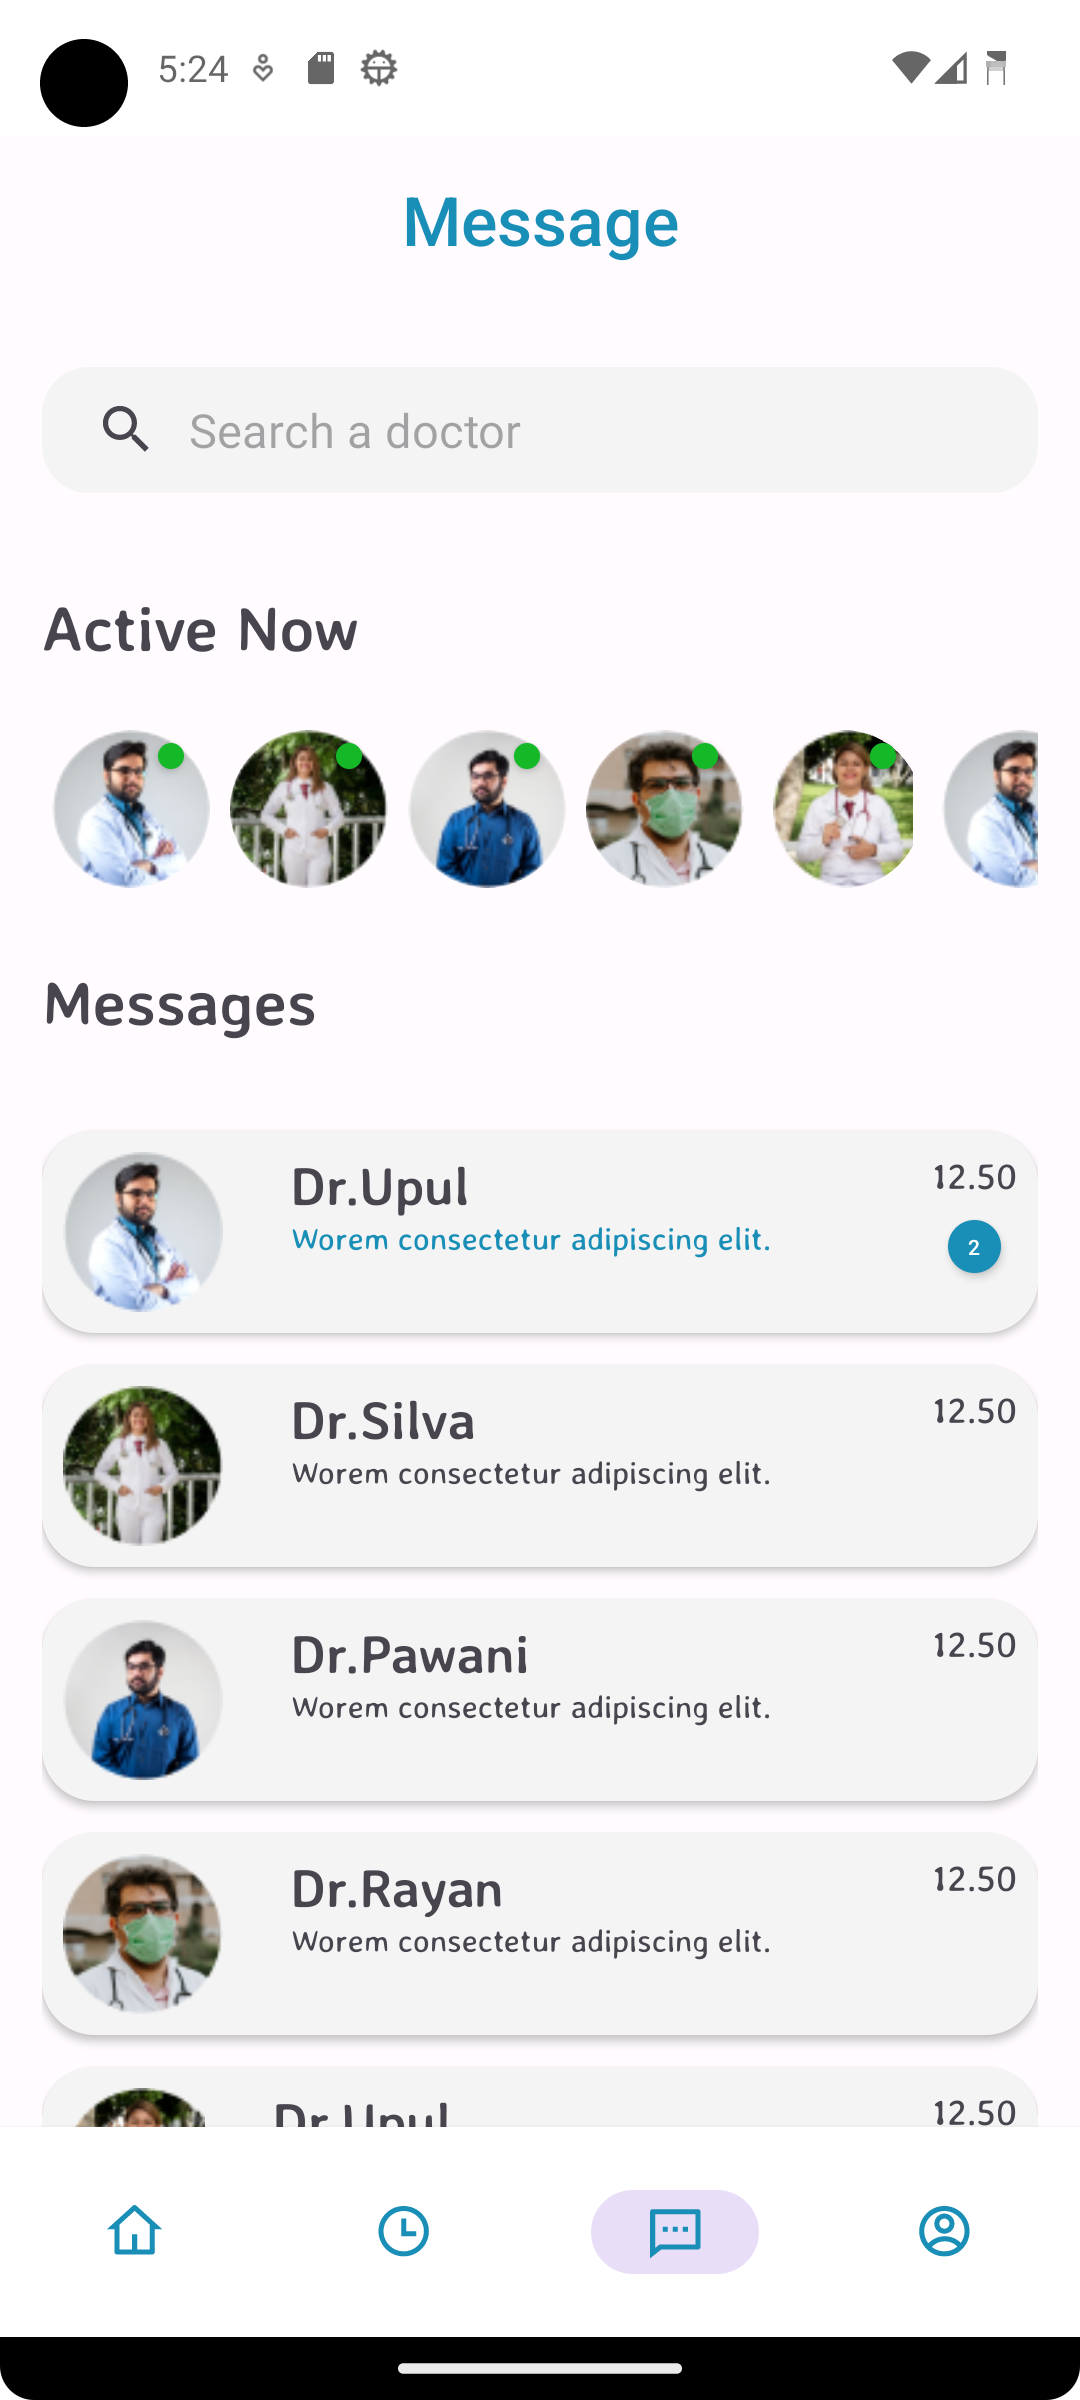 5:24
Message
Search a doctor
Active Now
Messages
Dr.Upul
12.50
Worem consectetur adipiscing elit.
2
Dr.Silva
12.50
Worem consectetur adipiscing elit.
Dr.Pawani
12.50
Worem consectetur adipiscing elit.
Dr.Rayan
12.50
Worem consectetur adipiscing elit.
Dr.Upul
12.50